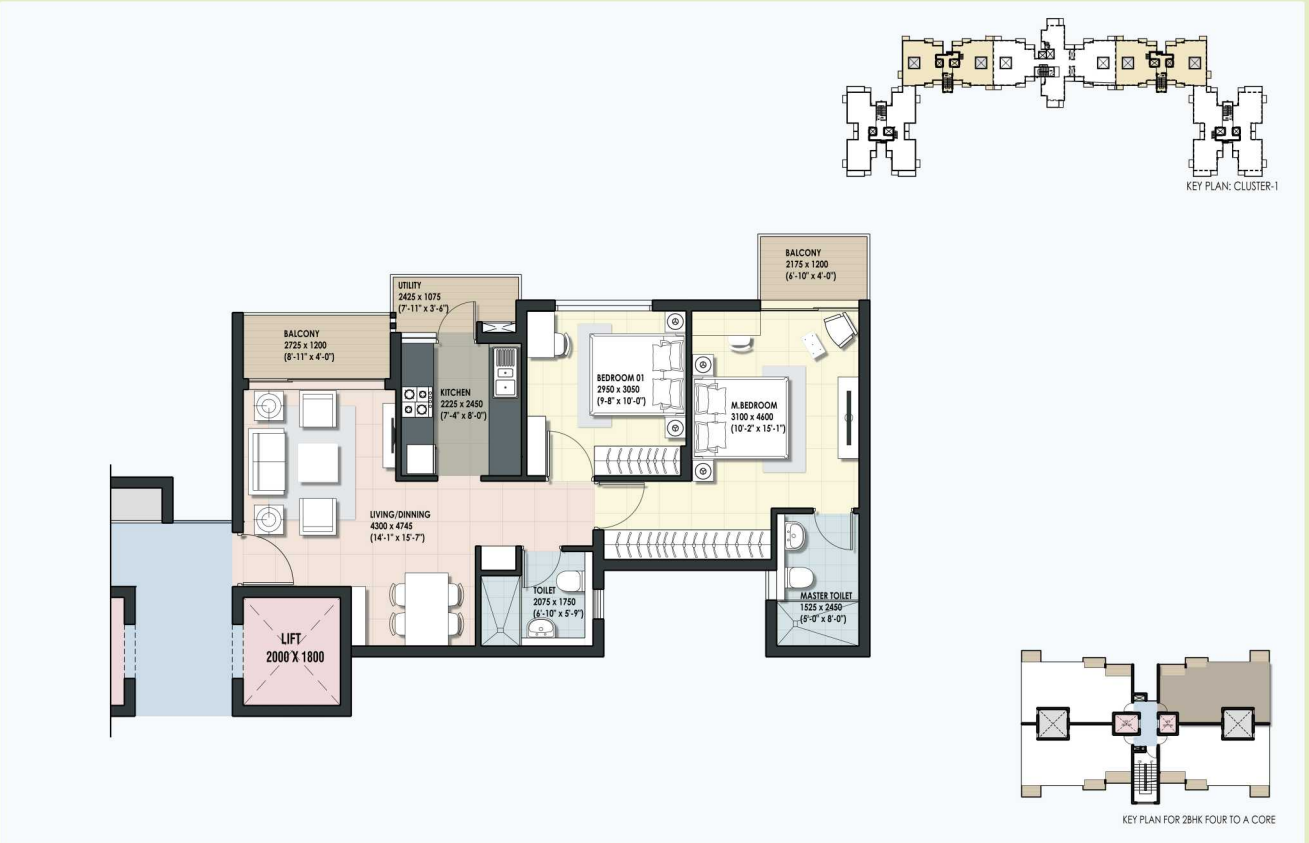 KEY PLAN: CLUSTER-1
BALCONY
2175 x 1200
(6'-10" x 4'-0")
UTILITY
2425 x 1075
(7'-11" x 3'-6")
BALCONY
2725 x 1200
(8'-11" x 4'-0")
KITCHEN
2225 x 2450
(7'-4" x 8'-0")
BEDROOM 01
2950 x 3050
(9-8" x 10'-0")
M.BEDROOM
3100 x 4600
(10'-2" x 15'-1")
LIVING/DINNING
4300 x 4745
(14'-1" x 15'-7")
TOILET
2075 x 1750
(6'-10" x 5'-9")
MASTER TOILET
1525 x 2450
(5'-0" x 8'-0")
LIFT
2000 X 1800
KEY PLAN FOR 2BHK FOUR TO A CORE